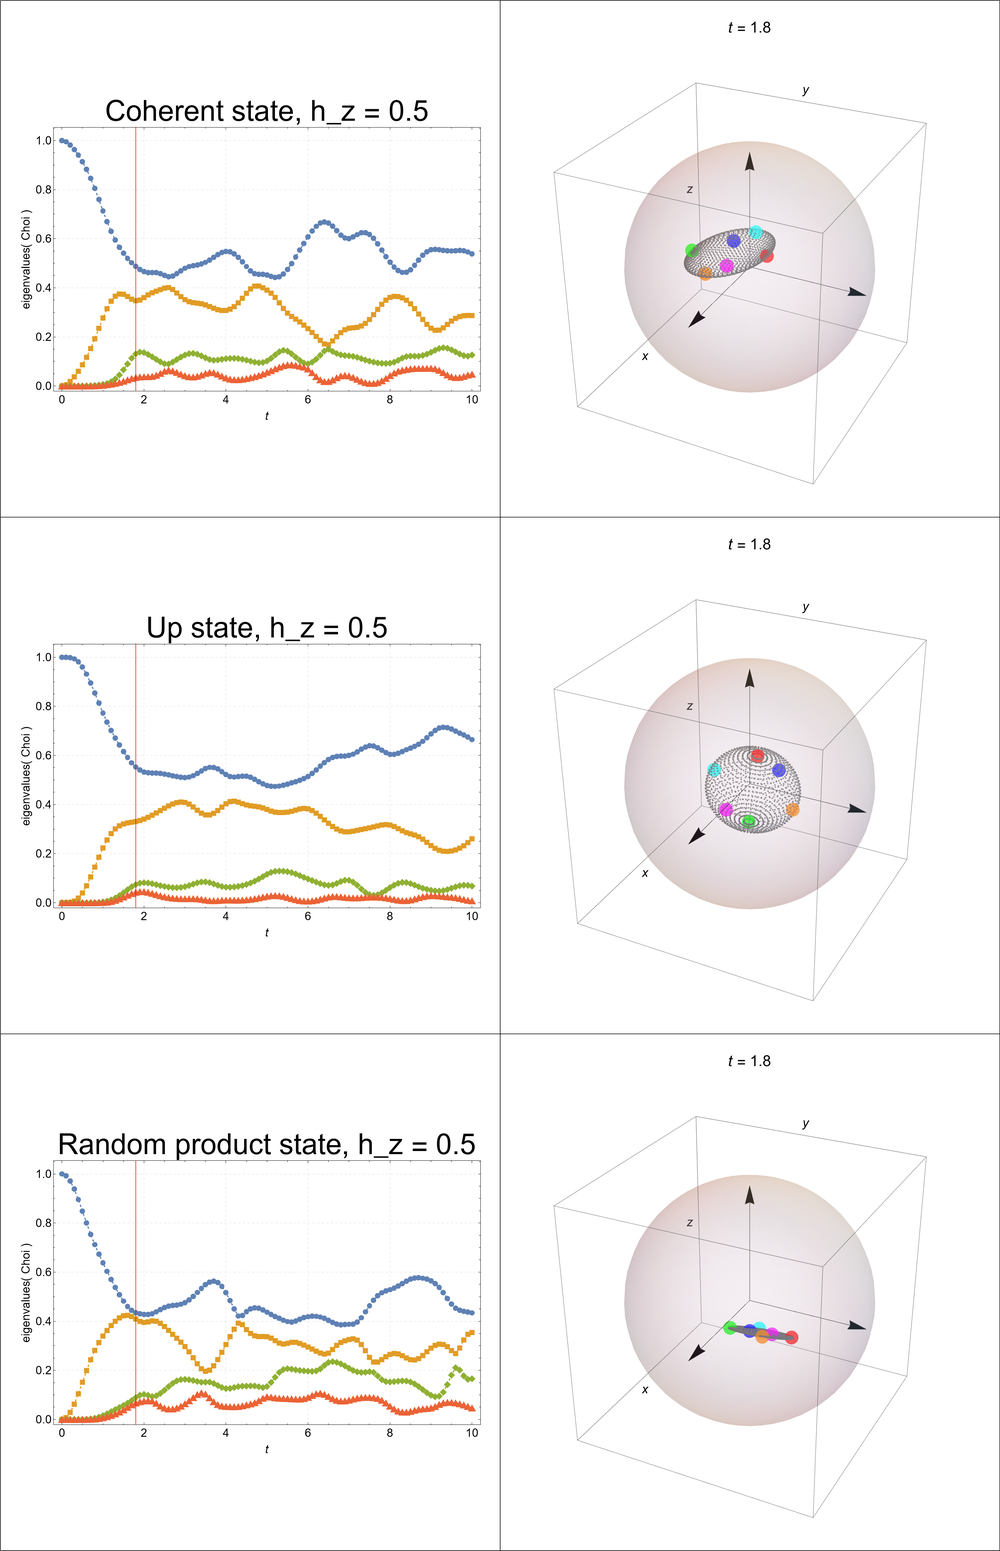 t = 1.8
y
z
x
Coherent state, h_z = 0.5
eigenvalues( Choi )
1.0
0.8
0.6
0.4
0.2
0.0
0 2 4 6 8 10
t
t = 1.8
y
z
x
Up state, h_z = 0.5
eigenvalues( Choi )
1.0
0.8
0.6
0.4
0.2
0.0
0 2 4 6 8 10
t
t = 1.8
y
z
x
Random product state, h_z = 0.5
eigenvalues( Choi )
1.0
0.8
0.6
0.4
0.2
0.0
0 2 4 6 8 10
t